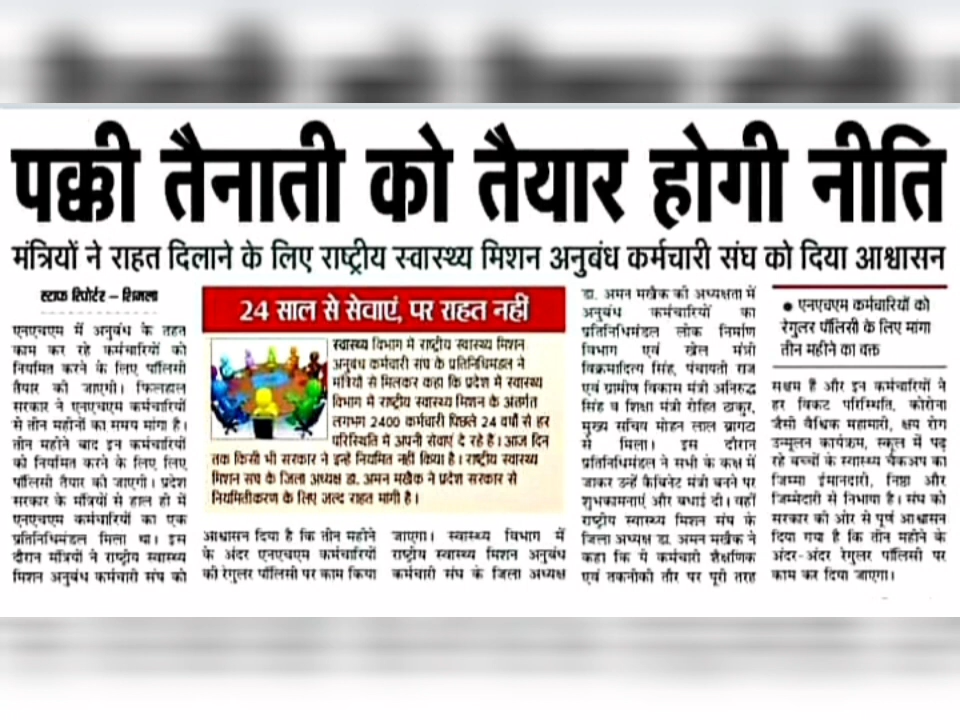 पक्की तैनाती को तैयार होगी नीति
मंत्रियों ने राहत दिलाने के लिए राष्ट्रीय स्वास्थ्य मिशन अनुबंध कर्मचारी संघ को दिया आश्वासन
स्टाफ रिपोर्टर – शिमला
एनएचएम में अनुबंध के तहत
काम कर रहे कर्मचारियों को
नियमित करने के लिए पॉलिसी
तैयार की जाएगी। फिलहाल
सरकार ने एनएचएम कर्मचारियों
से तीन महीनों का समय मांगा है।
तीन महीने बाद इन कर्मचारियों
को नियमित करने के लिए लिए
पॉलिसी तैयार की जाएगी। प्रदेश
सरकार के मंत्रियों से हाल ही में
एनएचएम कर्मचारियों का एक
प्रतिनिधिमंडल मिला था। इस
दौरान मंत्रियों ने राष्ट्रीय स्वास्थ्य
मिशन अनुबंध कर्मचारी संघ को
24 साल से सेवाएं, पर राहत नहीं
स्वास्थ्य विभाग में राष्ट्रीय स्वास्थ्य मिशन
अनुबंध कर्मचारी संघ के प्रतिनिधिमंडल ने
मंत्रियों से मिलकर कहा कि प्रदेश में स्वास्थ्य
विभाग में राष्ट्रीय स्वास्थ्य मिशन के अंतर्गत
लगभग 2400 कर्मचारी पिछले 24 वर्षों से हर
परिस्थिति में अपनी सेवाएं दे रहे है। आज दिन
तक किसी भी सरकार ने इन्हें नियमित नहीं किया है। राष्ट्रीय स्वास्थ्य
मिशन संघ के जिला अध्यक्ष डा. अमन मखैक ने प्रदेश सरकार से
नियमितीकरण के लिए जल्द राहत मांगी है।
आश्वासन दिया है कि तीन महीने
के अंदर एनएचएम कर्मचारियों
की रेगुलर पॉलिसी पर काम किया
जाएगा। स्वास्थ्य विभाग में
राष्ट्रीय स्वास्थ्य मिशन अनुबंध
कर्मचारी संघ के जिला अध्यक्ष
डा. अमन मखैक की अध्यक्षता में
अनुबंध कर्मचारियों का
प्रतिनिधिमंडल लोक निर्माण
विभाग एवं खेल मंत्री
विक्रमादित्य सिंह, पंचायती राज
एवं ग्रामीण विकास मंत्री अनिरुद्ध
सिंह व शिक्षा मंत्री रोहित ठाकुर,
मुख्य सचिव मोहन लाल ब्रागटा
से मिला। इस दौरान
प्रतिनिधिमंडल ने सभी के कक्ष में
जाकर उन्हें कैबिनेट मंत्री बनने पर
शुभकामनाएं और बधाई दी। वहीं
राष्ट्रीय स्वास्थ्य मिशन संघ के
जिला अध्यक्ष डा. अमन मखैक ने
कहा कि ये कर्मचारी शैक्षणिक
एवं तकनीकी तौर पर पूरी तरह
● एनएचएम कर्मचारियों को
रेगुलर पॉलिसी के लिए मांगा
तीन महीने का वक्त
सक्षम हैं और इन कर्मचारियों ने
हर विकट परिस्थिति, कोरोना
जैसी वैश्विक महामारी, क्षय रोग
उन्मूलन कार्यक्रम, स्कूल में पढ़
रहे बच्चों के स्वास्थ्य चैकअप का
जिम्मा ईमानदारी, निष्ठा और
जिम्मेदारी से निभाया है। संघ को
सरकार की ओर से पूर्ण आश्वासन
दिया गया है कि तीन महीने के
अंदर-अंदर रेगुलर पॉलिसी पर
काम कर दिया जाएगा।